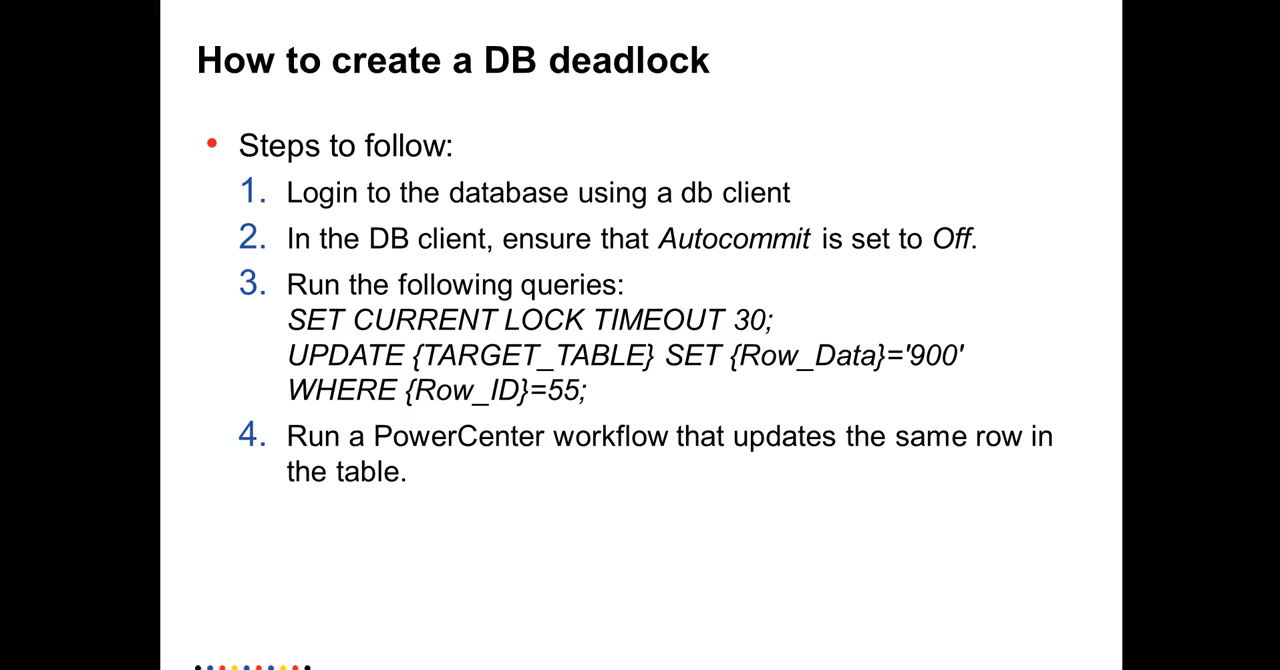 How to create a DB deadlock
• Steps to follow:
1. Login to the database using a db client
2. In the DB client, ensure that Autocommit is set to Off.
3. Run the following queries:
SET CURRENT LOCK TIMEOUT 30;
UPDATE {TARGET_TABLE} SET {Row_Data}='900'
WHERE {Row_ID}=55;
4. Run a PowerCenter workflow that updates the same row in
the table.